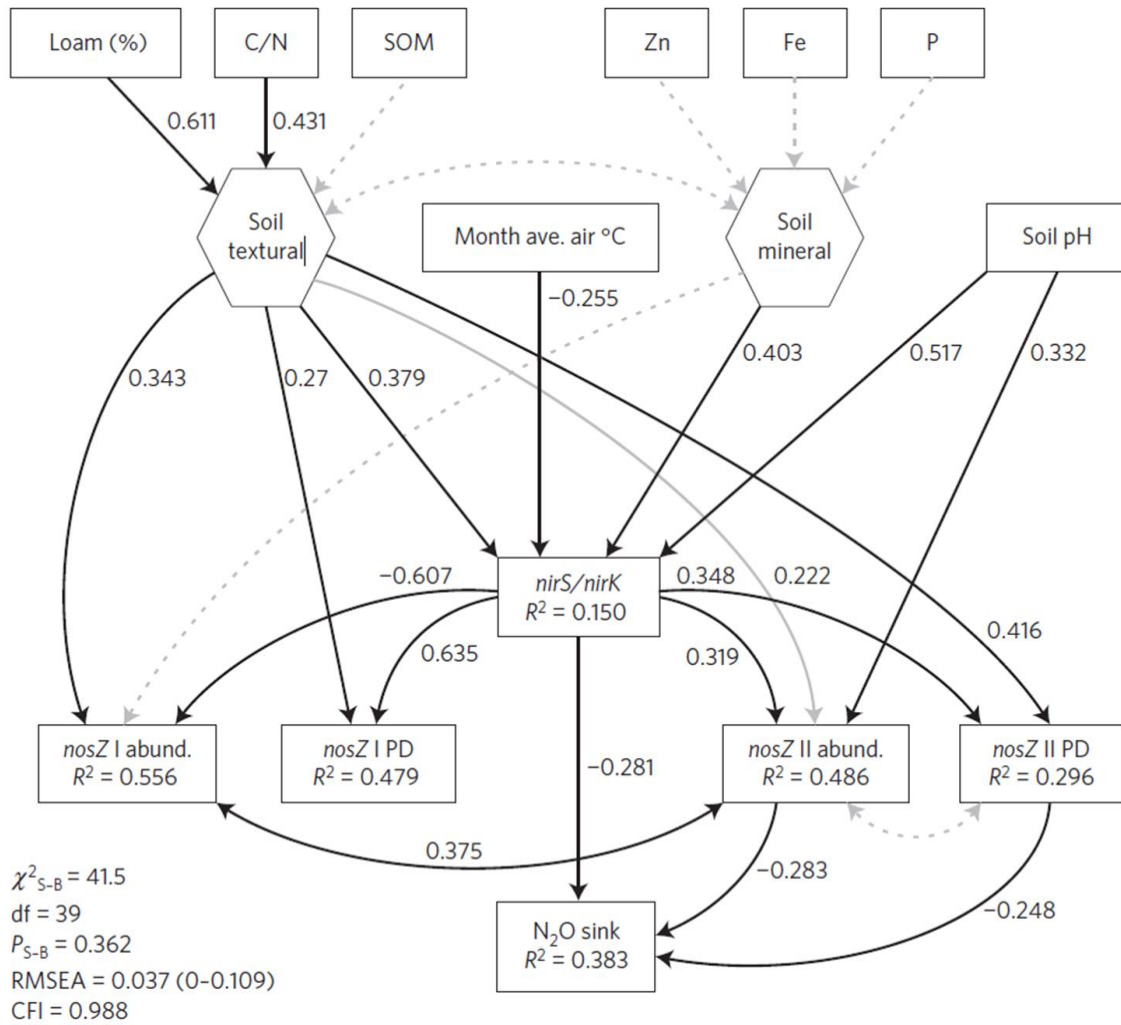 Loam (%)
C/N
SOM
Zn
Fe
P
0.611
0.431
Soil
textural
Month ave. air °C
Soil
mineral
Soil pH
−0.255
0.343
0.27
0.379
0.403
0.517
0.332
−0.607
nirS/nirK
R² = 0.150
0.348
0.222
0.635
0.319
0.416
nosZ I abund.
R² = 0.556
nosZ I PD
R² = 0.479
nosZ II abund.
R² = 0.486
nosZ II PD
R² = 0.296
−0.281
0.375
−0.283
−0.248
N₂O sink
R² = 0.383
χ²S–B = 41.5
df = 39
PS–B = 0.362
RMSEA = 0.037 (0–0.109)
CFI = 0.988